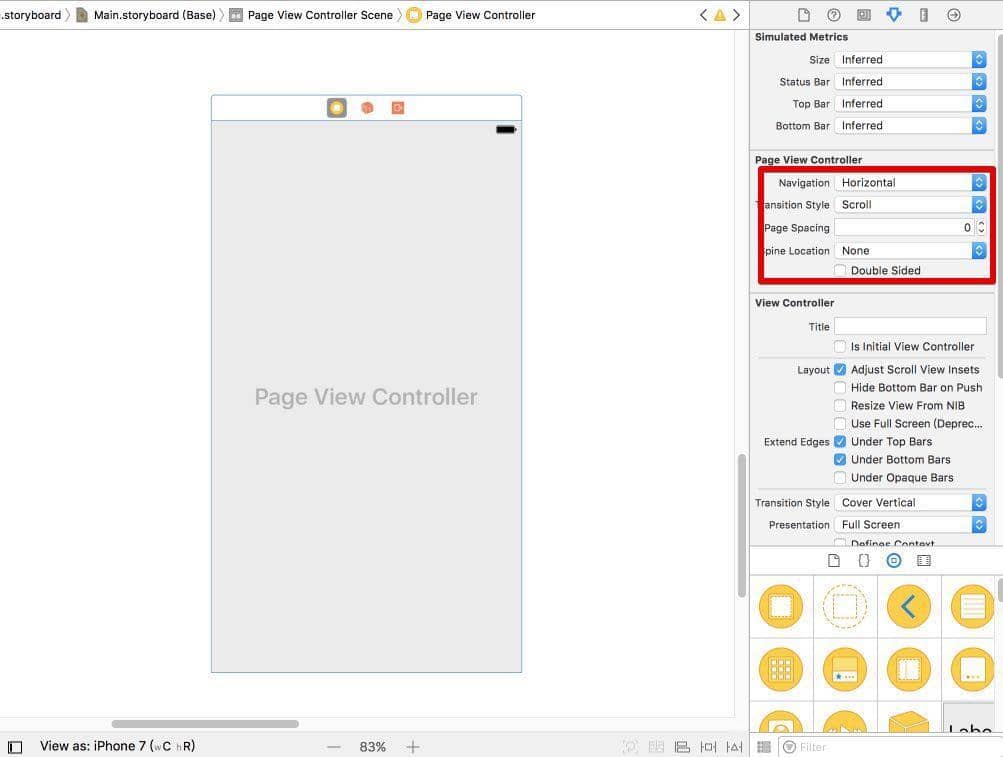 .storyboard Main.storyboard (Base) Page View Controller Scene Page View Controller
Page View Controller
View as: iPhone 7 (wC hR) 83%
Simulated Metrics
Size Inferred
Status Bar Inferred
Top Bar Inferred
Bottom Bar Inferred
Page View Controller
Navigation Horizontal
ransition Style Scroll
Page Spacing 0
pine Location None
Double Sided
View Controller
Title
Is Initial View Controller
Layout Adjust Scroll View Insets
Hide Bottom Bar on Push
Resize View From NIB
Use Full Screen (Deprec...
Extend Edges Under Top Bars
Under Bottom Bars
Under Opaque Bars
Transition Style Cover Vertical
Presentation Full Screen
Defines Context
{}
Labe
Filter